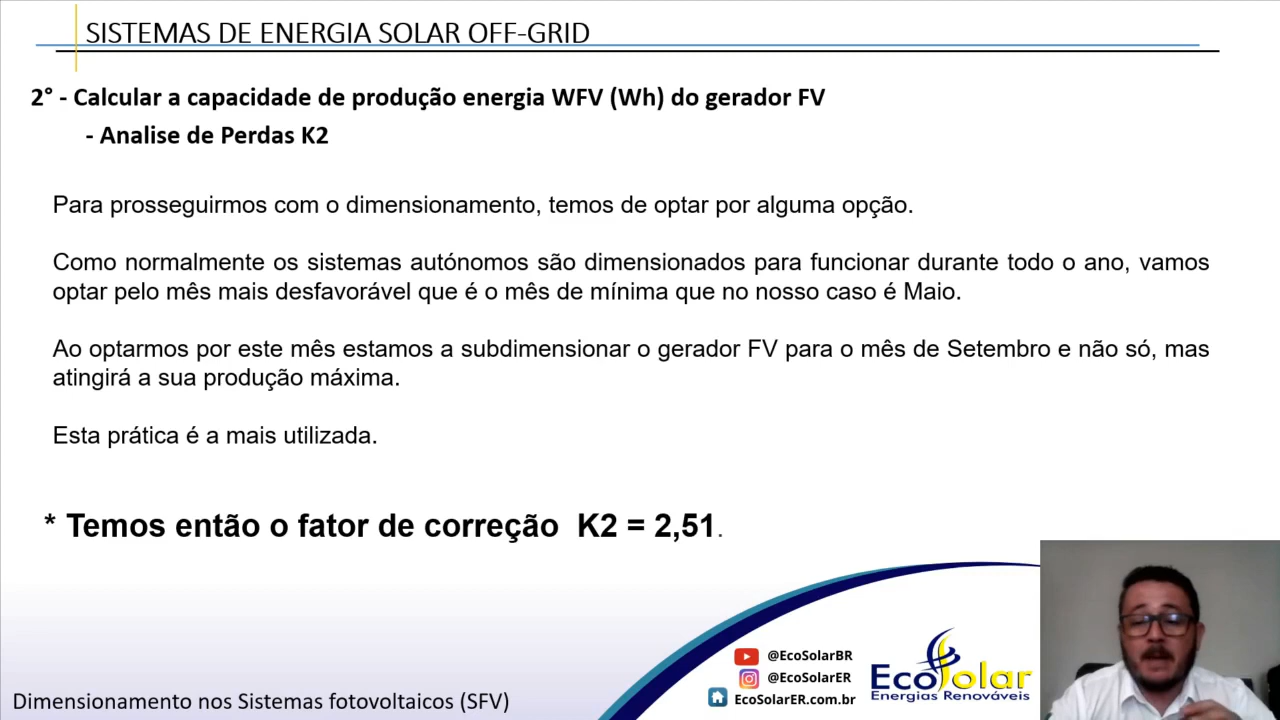 SISTEMAS DE ENERGIA SOLAR OFF-GRID
2° - Calcular a capacidade de produção energia WFV (Wh) do gerador FV
- Analise de Perdas K2
Para prosseguirmos com o dimensionamento, temos de optar por alguma opção.
Como normalmente os sistemas autónomos são dimensionados para funcionar durante todo o ano, vamos
optar pelo mês mais desfavorável que é o mês de mínima que no nosso caso é Maio.
Ao optarmos por este mês estamos a subdimensionar o gerador FV para o mês de Setembro e não só, mas
atingirá a sua produção máxima.
Esta prática é a mais utilizada.
* Temos então o fator de correção K2 = 2,51.
@EcoSolarBR
@EcoSolarER
EcoSolarER.com.br
EcoSolar
Energias Renováveis
Dimensionamento nos Sistemas fotovoltaicos (SFV)